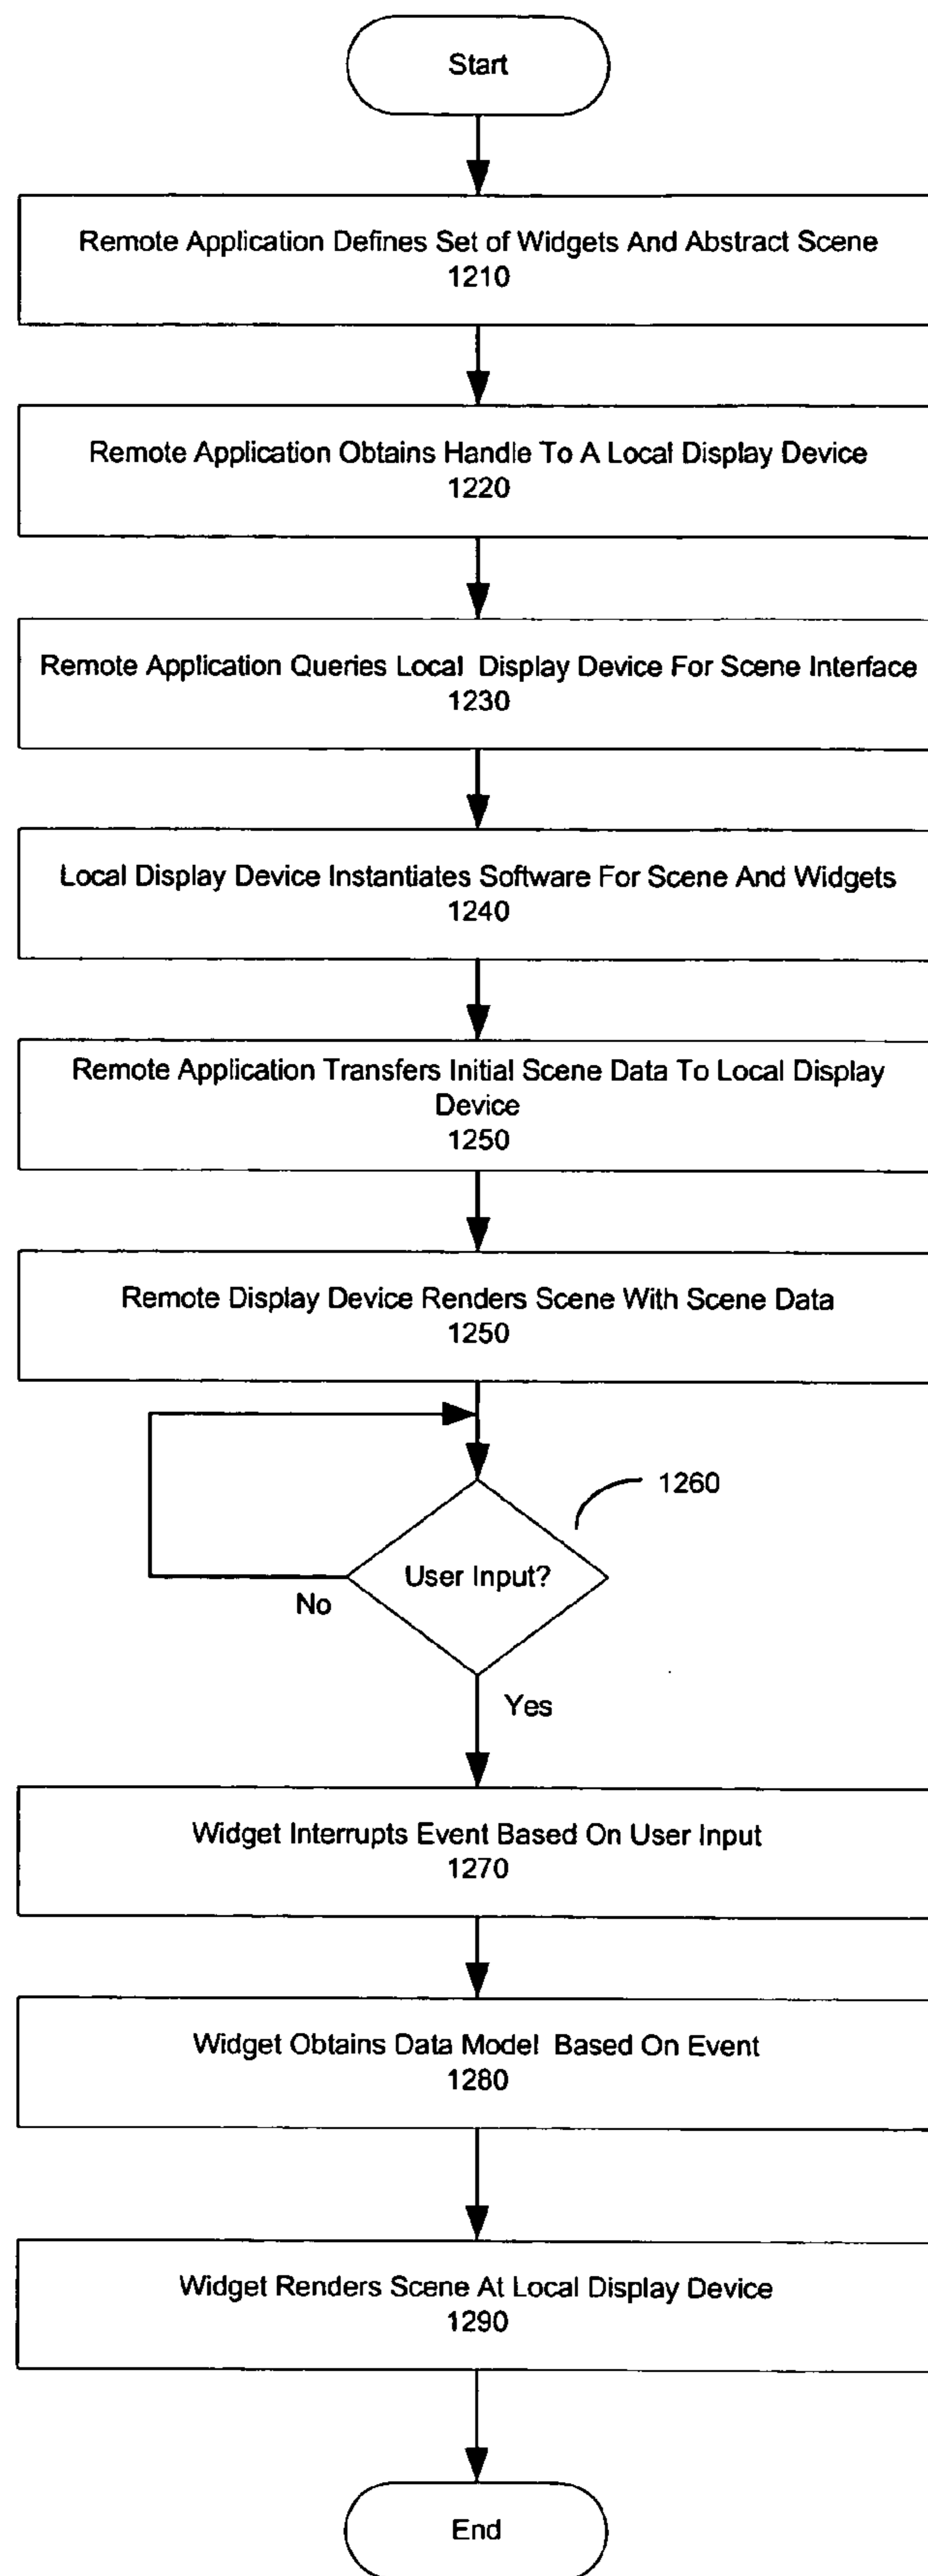 Start
Remote Application Defines Set of Widgets And Abstract Scene
1210
Remote Application Obtains Handle To A Local Display Device
1220
Remote Application Queries Local Display Device For Scene Interface
1230
Local Display Device Instantiates Software For Scene And Widgets
1240
Remote Application Transfers Initial Scene Data To Local Display
Device
1250
Remote Display Device Renders Scene With Scene Data
1250
1260
User Input?
No
Yes
Widget Interrupts Event Based On User Input
1270
Widget Obtains Data Model Based On Event
1280
Widget Renders Scene At Local Display Device
1290
End